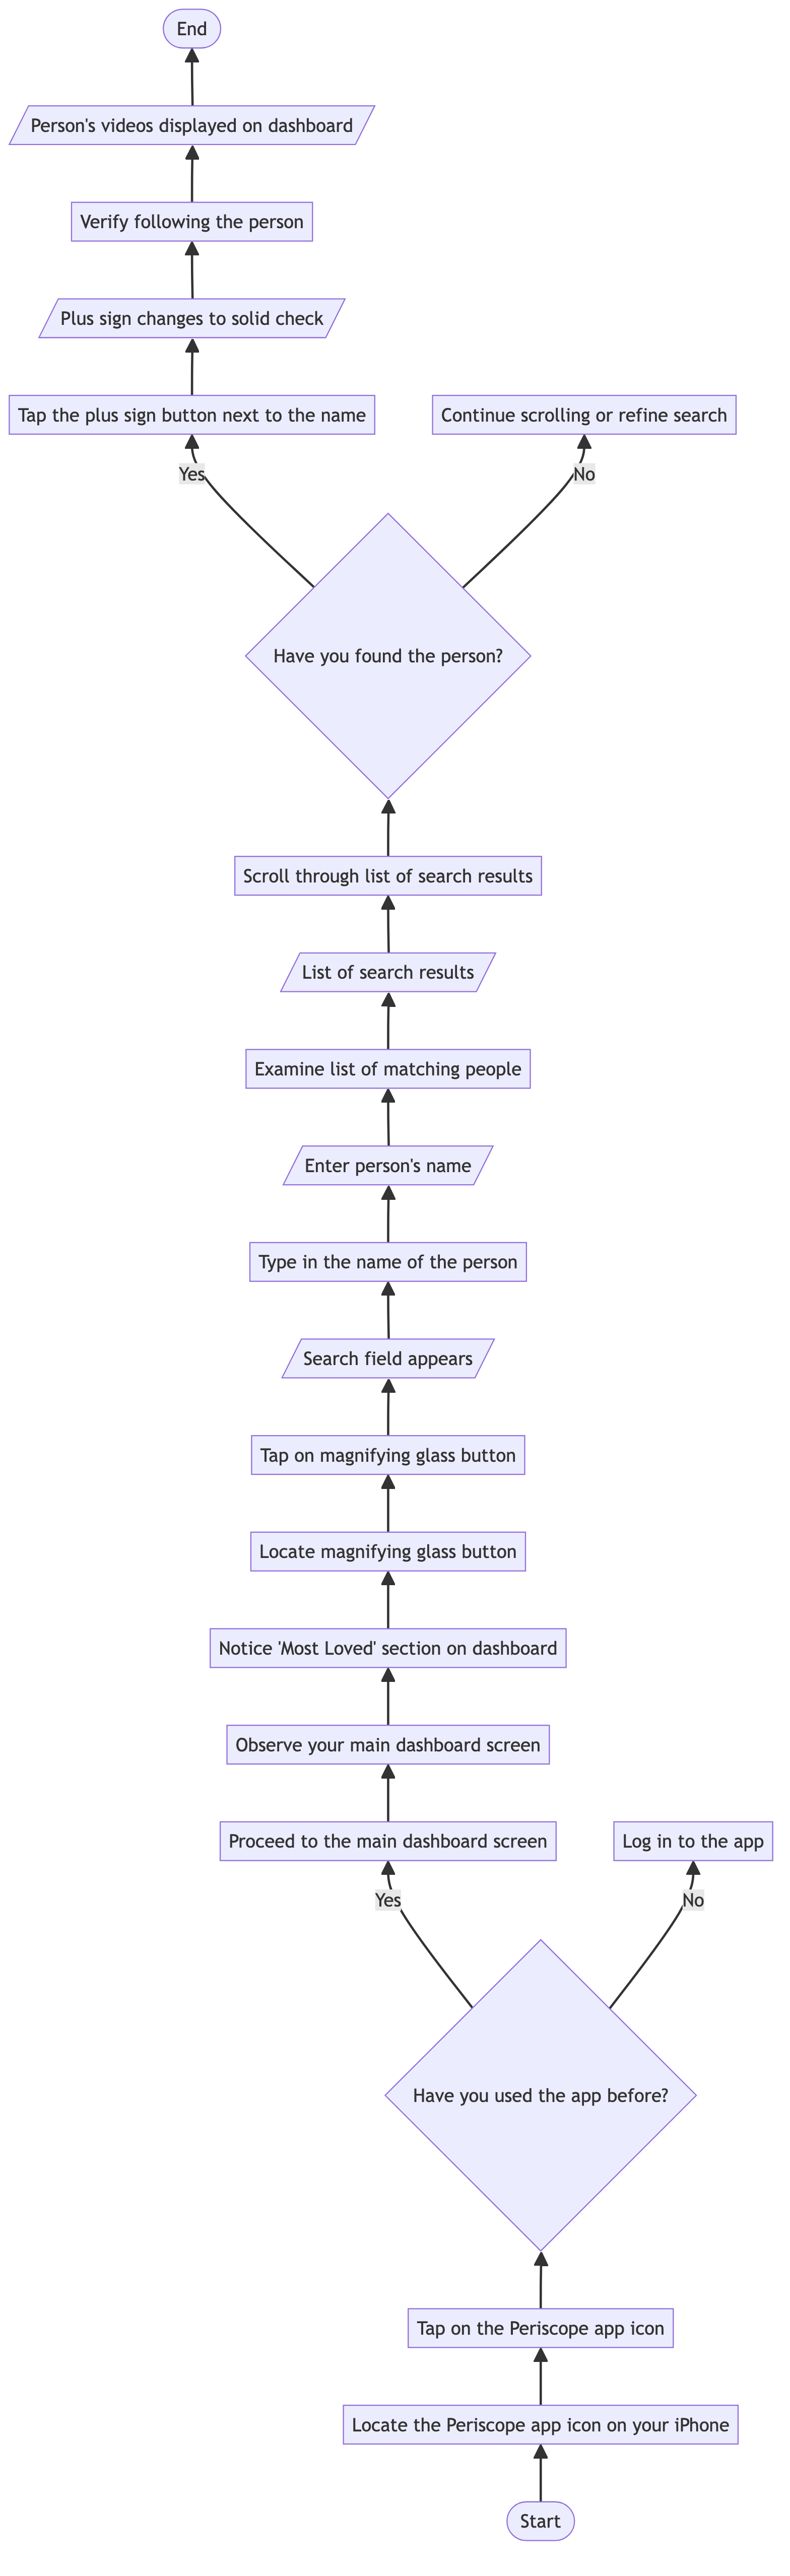 End
Person's videos displayed on dashboard
Verify following the person
Plus sign changes to solid check
Tap the plus sign button next to the name
Continue scrolling or refine search
Yes
No
Have you found the person?
Scroll through list of search results
List of search results
Examine list of matching people
Enter person's name
Type in the name of the person
Search field appears
Tap on magnifying glass button
Locate magnifying glass button
Notice 'Most Loved' section on dashboard
Observe your main dashboard screen
Proceed to the main dashboard screen
Log in to the app
Yes
No
Have you used the app before?
Tap on the Periscope app icon
Locate the Periscope app icon on your iPhone
Start